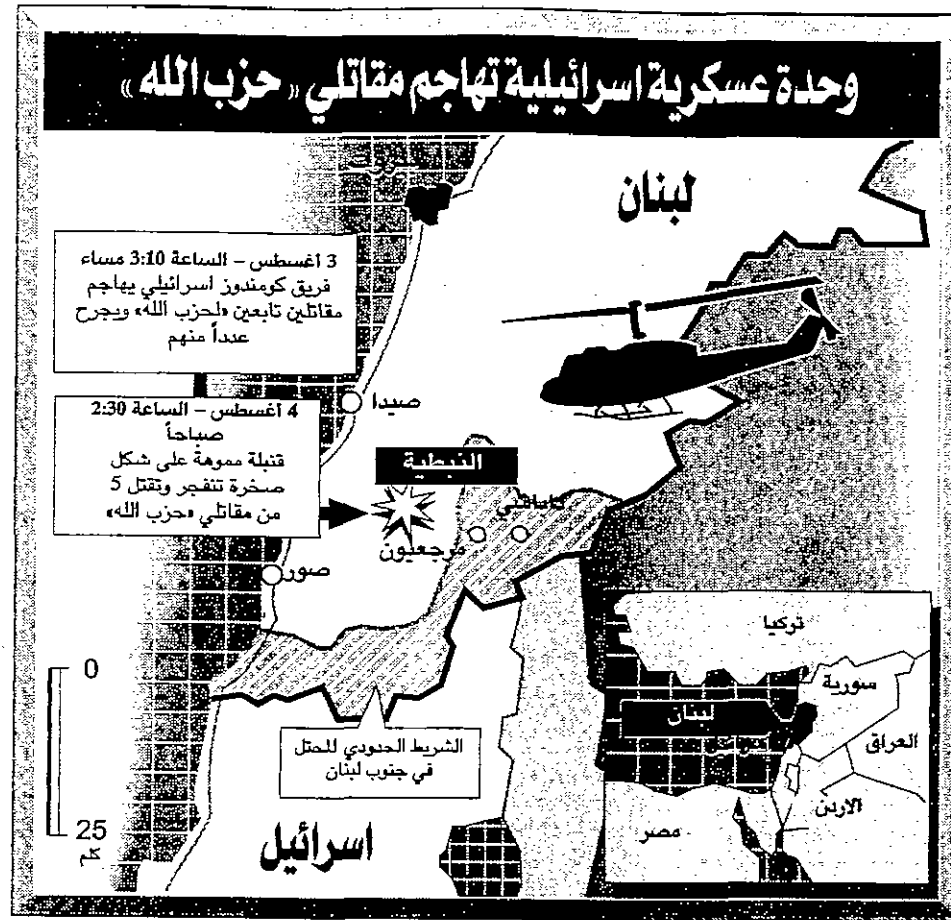 وحدة عسكرية اسرائيلية تهاجم مقاتلي «حزب الله»
بيروت
لبنان
3 أغسطس – الساعة 3:10 مساء
فريق كومندوز اسرائيلي يهاجم
مقاتلين تابعين «لحزب الله» ويجرح
عدداً منهم
صيدا
4 أغسطس – الساعة 2:30
صباحاً
قنبلة مموهة على شكل
صخرة تنفجر وتقتل 5
من مقاتلي «حزب الله»
النبطية
مرجعيون
صور
0
25
كم
الشريط الحدودي المحتل
في جنوب لبنان
اسرائيل
تركيا
سورية
لبنان
العراق
الاردن
مصر